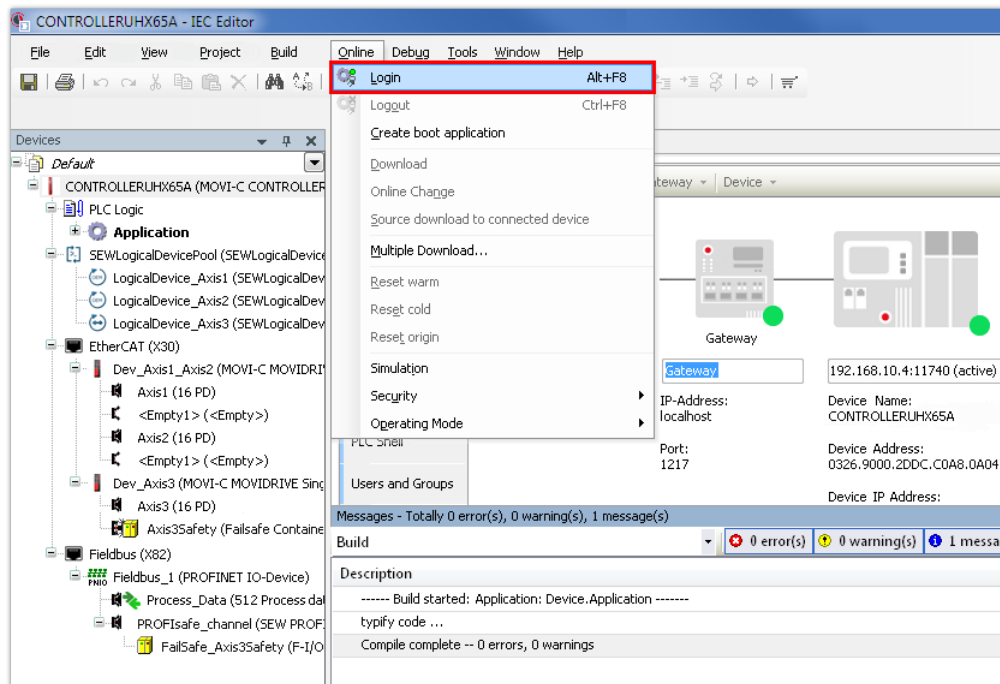 CONTROLLERUHX65A - IEC Editor
File Edit View Project Build Online Debug Tools Window Help
Login Alt+F8
Logout Ctrl+F8
Create boot application
Download
Online Change
Source download to connected device
Multiple Download...
Reset warm
Reset cold
Reset origin
Simulation
Security
Operating Mode
Devices
Default
CONTROLLERUHX65A (MOVI-C CONTROLLER
PLC Logic
Application
SEWLogicalDevicePool (SEWLogicalDevice
LogicalDevice_Axis1 (SEWLogicalDev
LogicalDevice_Axis2 (SEWLogicalDev
LogicalDevice_Axis3 (SEWLogicalDev
EtherCAT (X30)
Dev_Axis1_Axis2 (MOVI-C MOVIDRI
Axis1 (16 PD)
<Empty1> (<Empty>)
Axis2 (16 PD)
<Empty1> (<Empty>)
Dev_Axis3 (MOVI-C MOVIDRIVE Sing
Axis3 (16 PD)
Axis3Safety (Failsafe Containe
Fieldbus (X82)
PNIO Fieldbus_1 (PROFINET IO-Device)
Process_Data (512 Process dat
PROFIsafe_channel (SEW PROFI
FailSafe_Axis3Safety (F-I/O
teway Device
Gateway
Gateway
192.168.10.4:11740 (active)
IP-Address:
localhost
Device Name:
CONTROLLERUHX65A
Port:
1217
Device Address:
0326.9000.2DDC.C0A8.0A04
Device IP Address:
PLC Shell
Users and Groups
Messages - Totally 0 error(s), 0 warning(s), 1 message(s)
Build 0 error(s) 0 warning(s) 1 messa
Description
------ Build started: Application: Device.Application -------
typify code ...
Compile complete -- 0 errors, 0 warnings